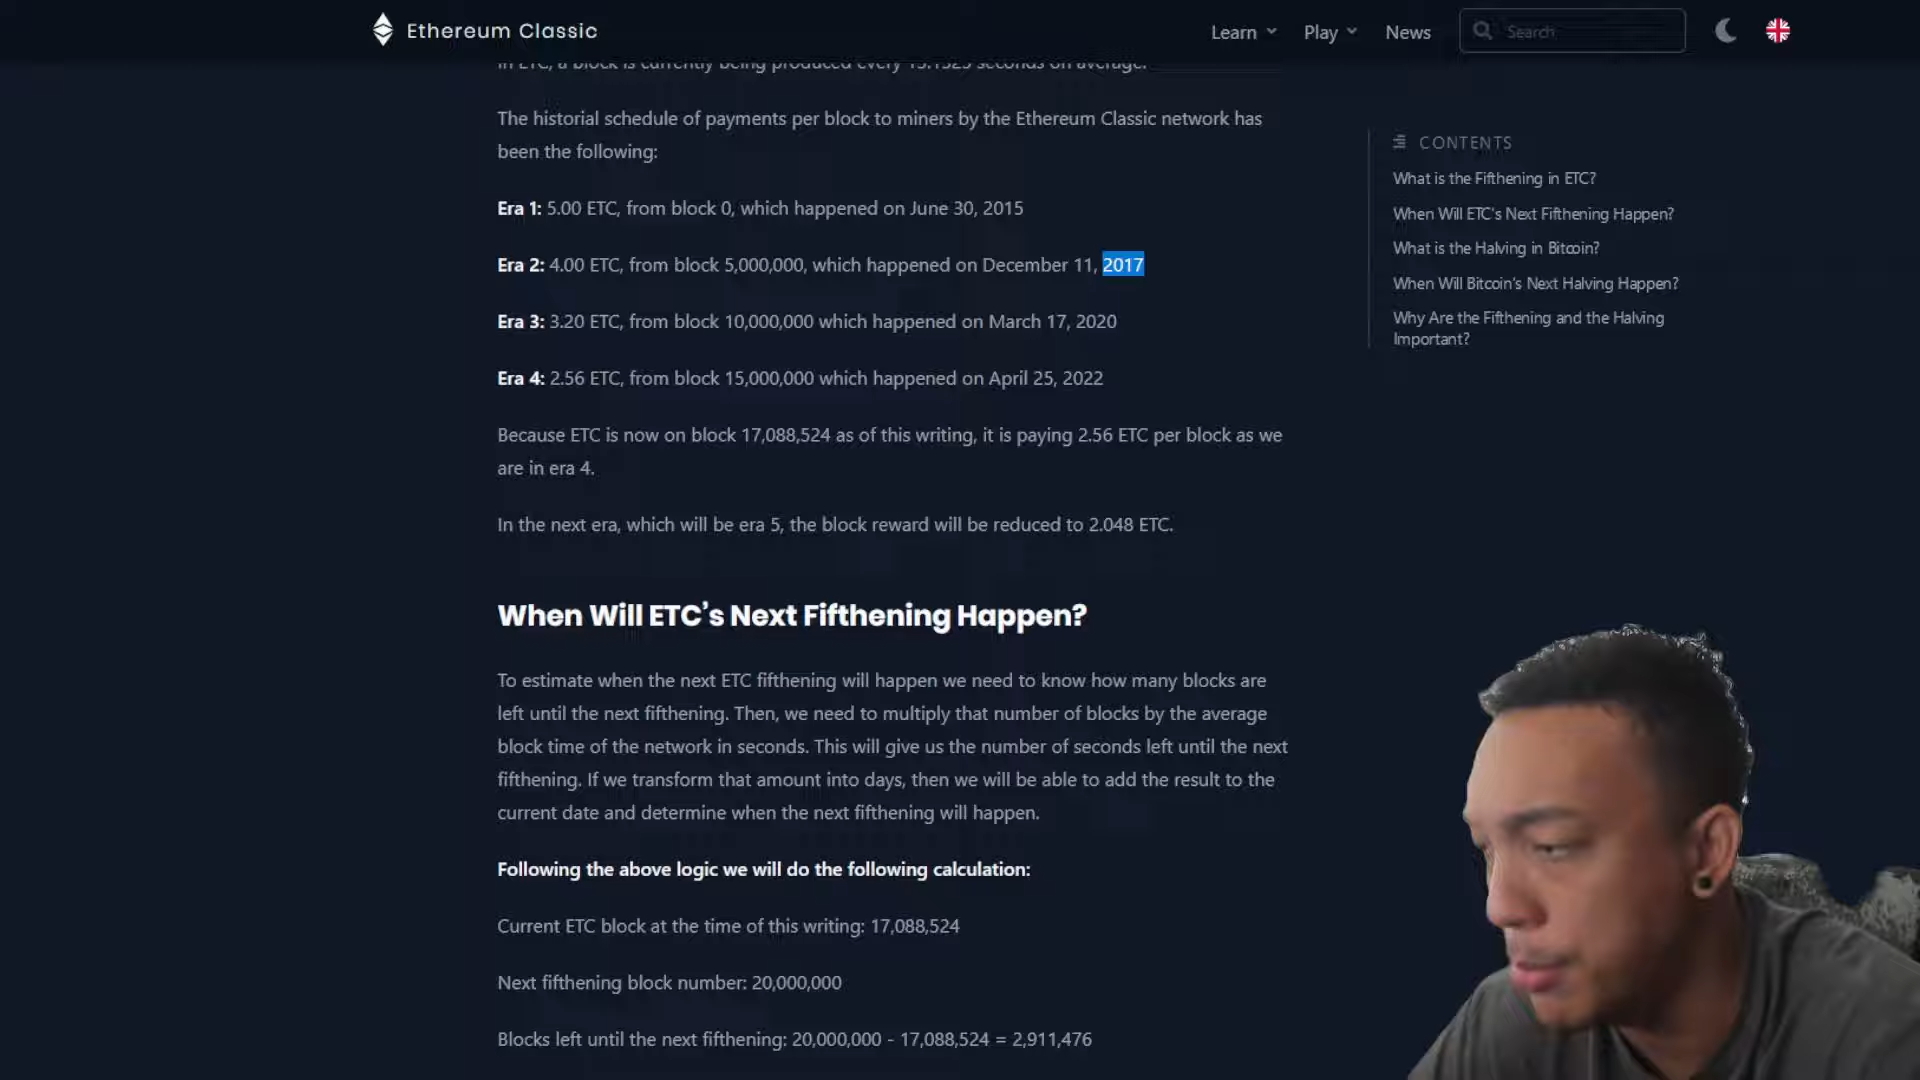 Ethereum Classic
Learn
Play
News
Search
In ETC, a block is currently being produced every 13.1325 seconds on average.
The historial schedule of payments per block to miners by the Ethereum Classic network has
been the following:
Era 1: 5.00 ETC, from block 0, which happened on June 30, 2015
Era 2: 4.00 ETC, from block 5,000,000, which happened on December 11, 2017
Era 3: 3.20 ETC, from block 10,000,000 which happened on March 17, 2020
Era 4: 2.56 ETC, from block 15,000,000 which happened on April 25, 2022
Because ETC is now on block 17,088,524 as of this writing, it is paying 2.56 ETC per block as we
are in era 4.
In the next era, which will be era 5, the block reward will be reduced to 2.048 ETC.
When Will ETC’s Next Fifthening Happen?
To estimate when the next ETC fifthening will happen we need to know how many blocks are
left until the next fifthening. Then, we need to multiply that number of blocks by the average
block time of the network in seconds. This will give us the number of seconds left until the next
fifthening. If we transform that amount into days, then we will be able to add the result to the
current date and determine when the next fifthening will happen.
Following the above logic we will do the following calculation:
Current ETC block at the time of this writing: 17,088,524
Next fifthening block number: 20,000,000
Blocks left until the next fifthening: 20,000,000 - 17,088,524 = 2,911,476
CONTENTS
What is the Fifthening in ETC?
When Will ETC's Next Fifthening Happen?
What is the Halving in Bitcoin?
When Will Bitcoin's Next Halving Happen?
Why Are the Fifthening and the Halving
Important?